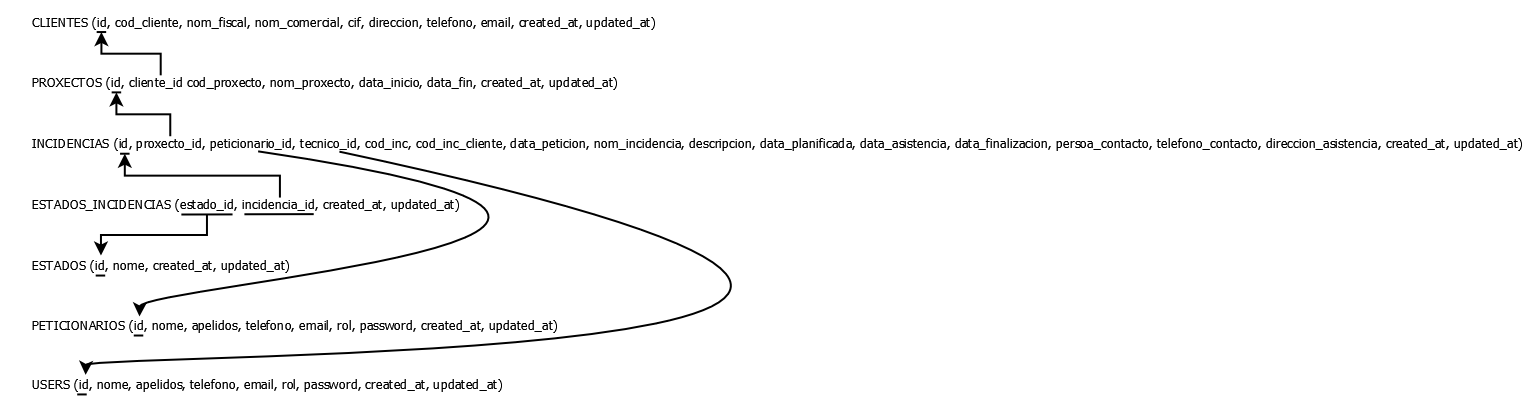 CLIENTES (id, cod_cliente, nom_fiscal, nom_comercial, cif, direccion, telefono, email, created_at, updated_at)
PROXECTOS (id, cliente_id cod_proxecto, nom_proxecto, data_inicio, data_fin, created_at, updated_at)
INCIDENCIAS (id, proxecto_id, peticionario_id, tecnico_id, cod_inc, cod_inc_cliente, data_peticion, nom_incidencia, descripcion, data_planificada, data_asistencia, data_finalizacion, persoa_contacto, telefono_contacto, direccion_asistencia, created_at, updated_at)
ESTADOS_INCIDENCIAS (estado_id, incidencia_id, created_at, updated_at)
ESTADOS (id, nome, created_at, updated_at)
PETICIONARIOS (id, nome, apelidos, telefono, email, rol, password, created_at, updated_at)
USERS (id, nome, apelidos, telefono, email, rol, password, created_at, updated_at)